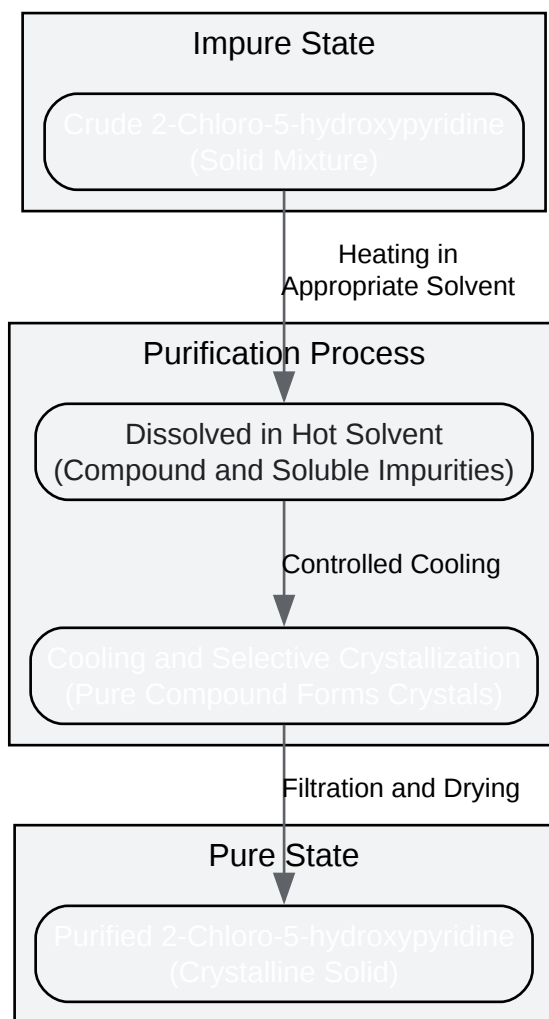 Impure State
Crude 2-Chloro-5-hydroxypyridine
(Solid Mixture)
Heating in
Appropriate Solvent
Purification Process
Dissolved in Hot Solvent
(Compound and Soluble Impurities)
Controlled Cooling
Cooling and Selective Crystallization
(Pure Compound Forms Crystals)
Filtration and Drying
Pure State
Purified 2-Chloro-5-hydroxypyridine
(Crystalline Solid)